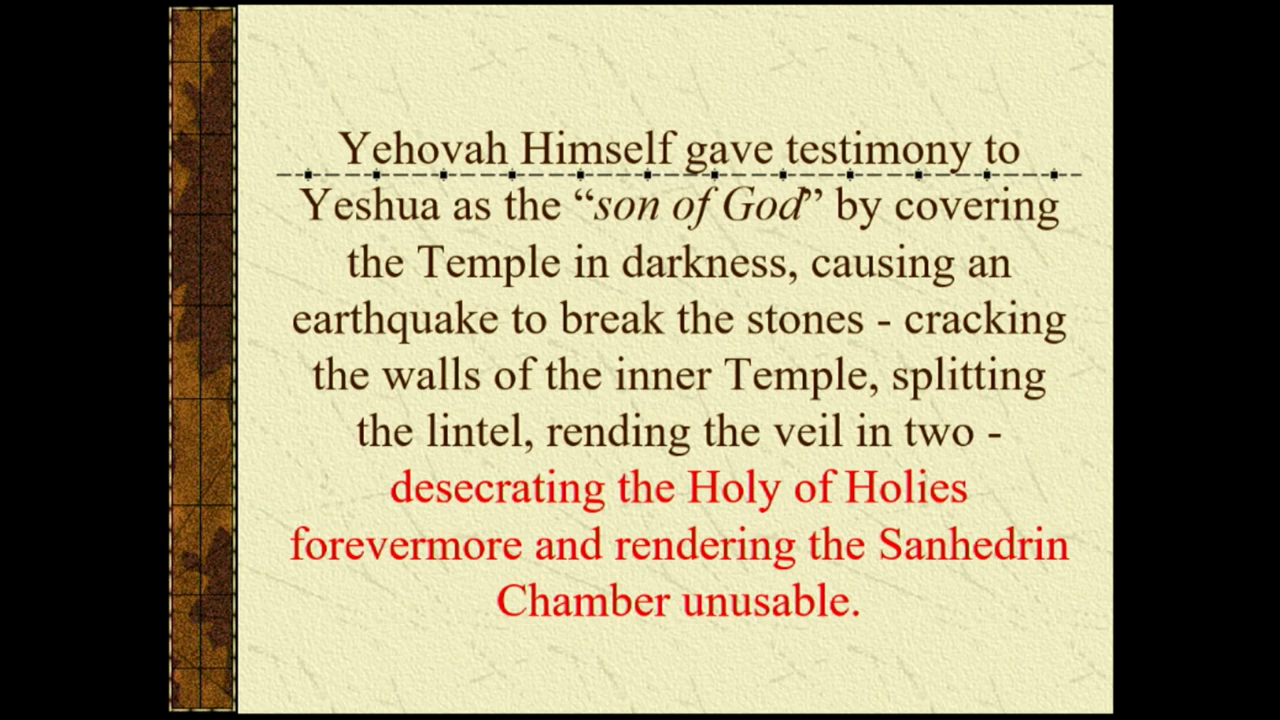 Yehovah Himself gave testimony to
Yeshua as the “son of God” by covering
the Temple in darkness, causing an
earthquake to break the stones - cracking
the walls of the inner Temple, splitting
the lintel, rending the veil in two -
desecrating the Holy of Holies
forevermore and rendering the Sanhedrin
Chamber unusable.